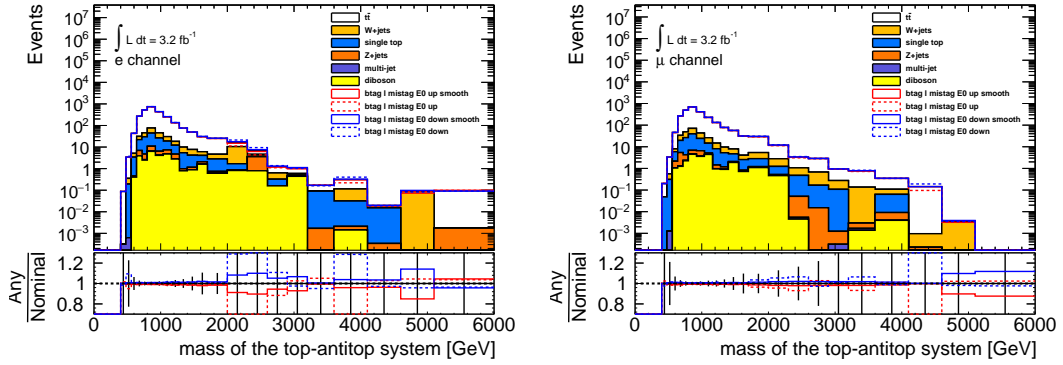 Events
10⁷
10⁶
10⁵
10⁴
10³
10²
10
1
10⁻¹
10⁻²
10⁻³
∫ L dt = 3.2 fb⁻¹
e channel
tt̄
W+jets
single top
Z+jets
multi-jet
diboson
btag l mistag E0 up smooth
btag l mistag E0 up
btag l mistag E0 down smooth
btag l mistag E0 down
Any
Nominal
1.2
1
0.8
0 1000 2000 3000 4000 5000 6000
mass of the top-antitop system [GeV]
Events
10⁷
10⁶
10⁵
10⁴
10³
10²
10
1
10⁻¹
10⁻²
10⁻³
∫ L dt = 3.2 fb⁻¹
μ channel
tt̄
W+jets
single top
Z+jets
multi-jet
diboson
btag l mistag E0 up smooth
btag l mistag E0 up
btag l mistag E0 down smooth
btag l mistag E0 down
Any
Nominal
1.2
1
0.8
0 1000 2000 3000 4000 5000 6000
mass of the top-antitop system [GeV]